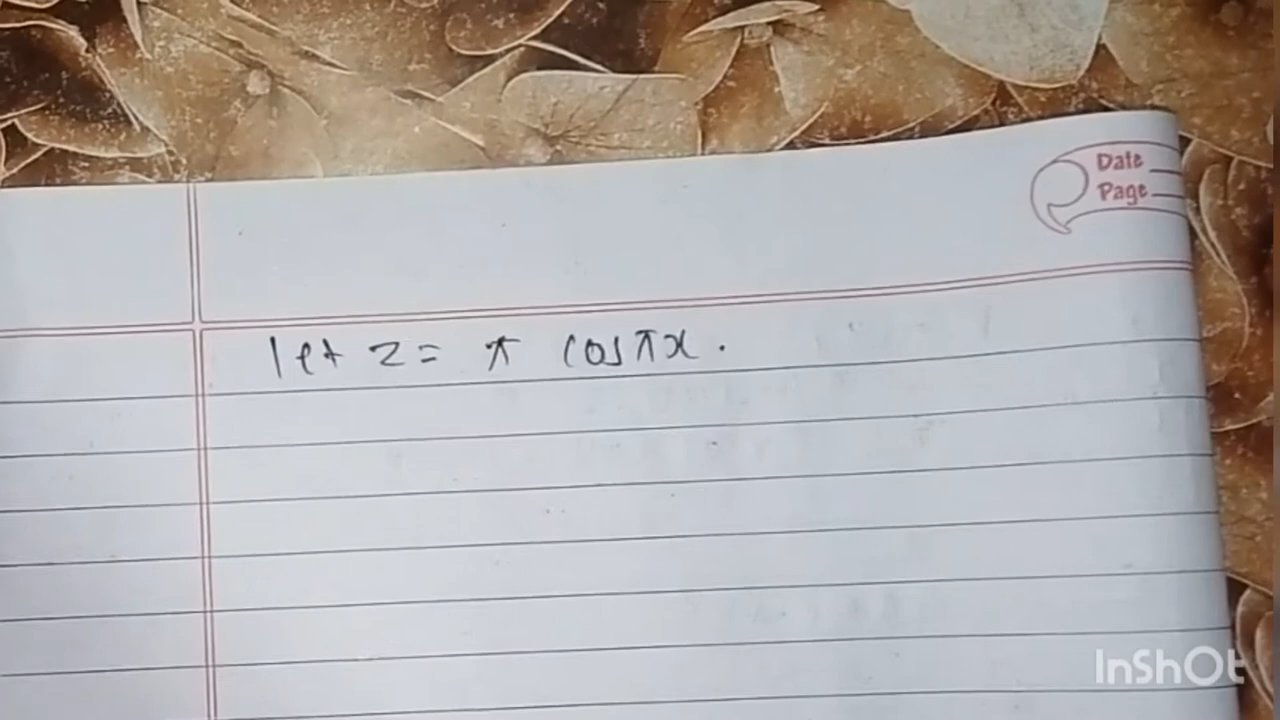 Date
Page
let z = π cos πx .
InShOt